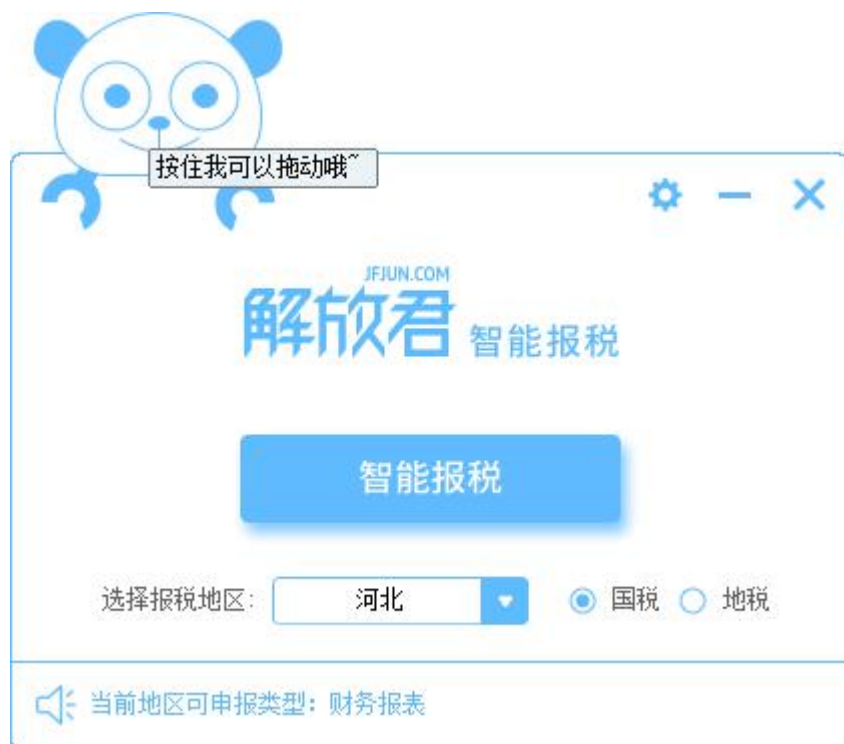 按住我可以拖动哦~
JFJUN.COM
解放君 智能报税
智能报税
选择报税地区: 河北 国税 地税
当前地区可申报类型：财务报表